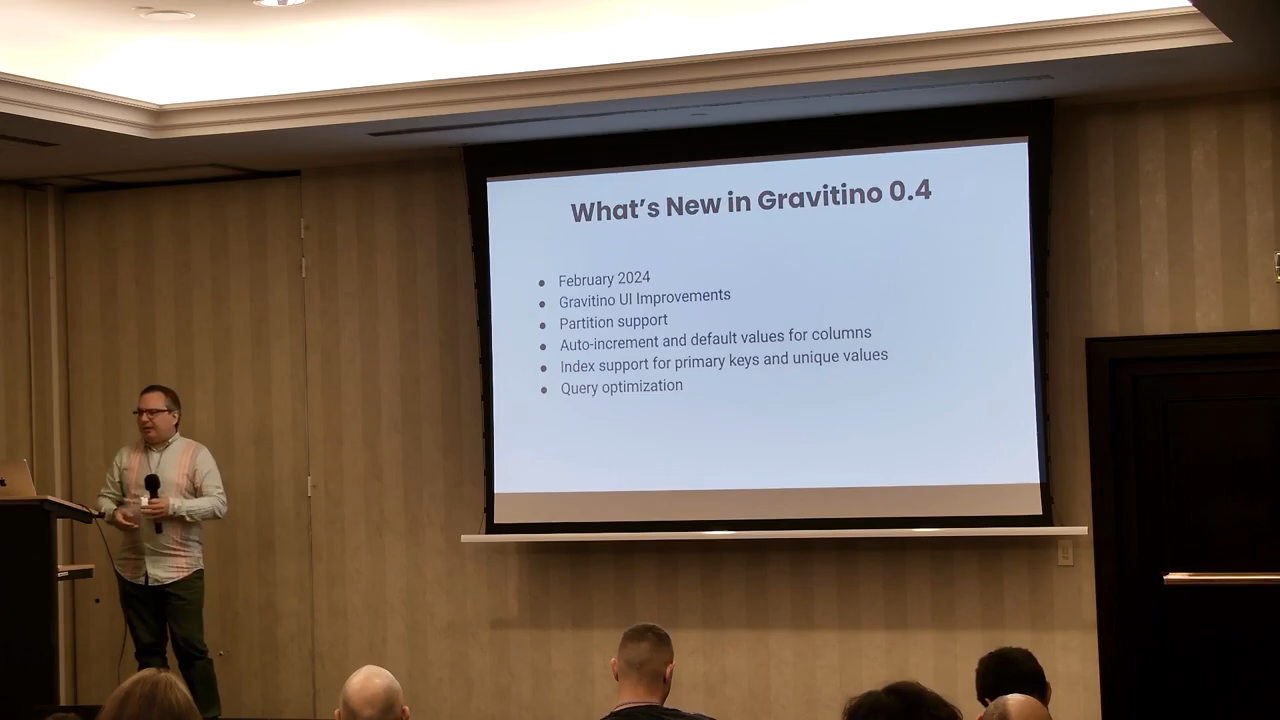 What's New in Gravitino 0.4
● February 2024
● Gravitino UI Improvements
● Partition support
● Auto-increment and default values for columns
● Index support for primary keys and unique values
● Query optimization